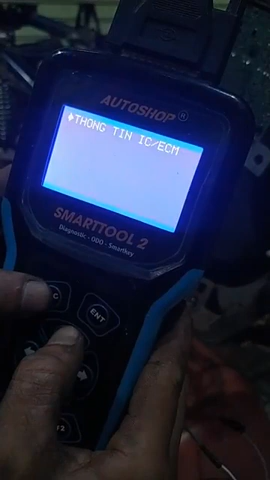 AUTOSHOP®
THONG TIN IC/ECM
SMARTTOOL 2
Diagnostic - ODO - Smartkey
ENT